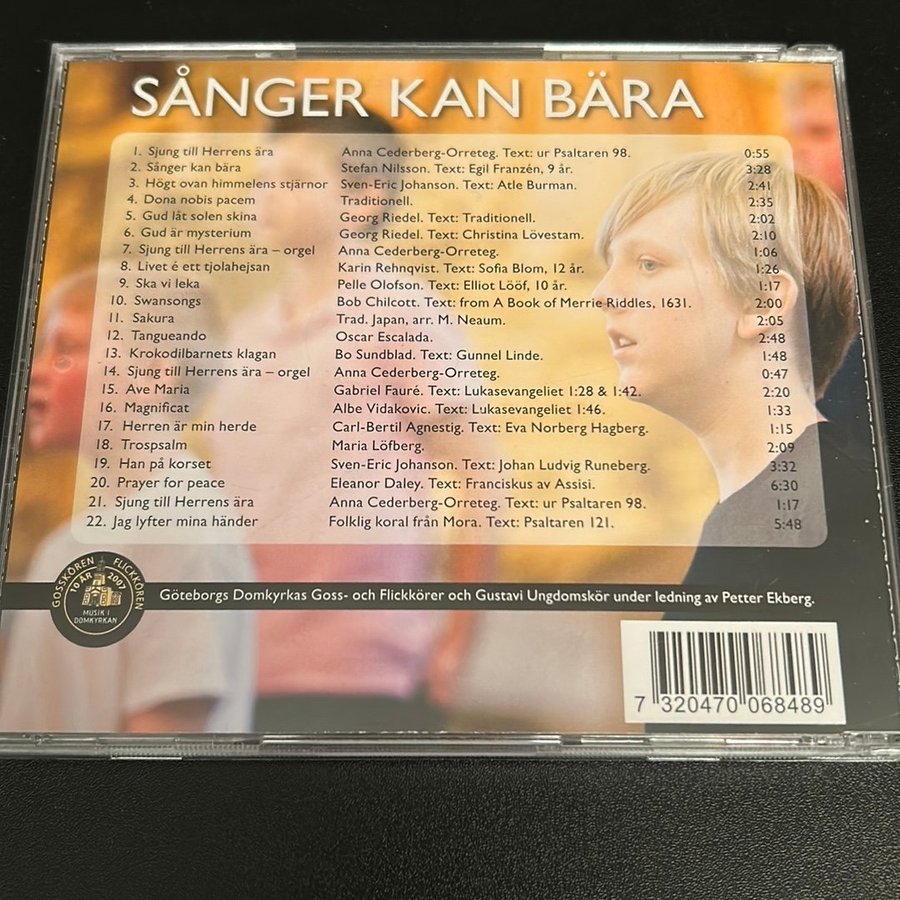 SÅNGER KAN BÄRA
1. Sjung till Herrens ära Anna Cederberg-Orreteg. Text: ur Psaltaren 98. 0:55
2. Sånger kan bära Stefan Nilsson. Text: Egil Franzén, 9 år. 3:28
3. Högt ovan himmelens stjärnor Sven-Eric Johanson. Text: Atle Burman. 2:41
4. Dona nobis pacem Traditionell. 2:35
5. Gud låt solen skina Georg Riedel. Text: Traditionell. 2:02
6. Gud är mysterium Georg Riedel. Text: Christina Lövestam. 2:10
7. Sjung till Herrens ära – orgel Anna Cederberg-Orreteg. 1:06
8. Livet é ett tjolahejsan Karin Rehnqvist. Text: Sofia Blom, 12 år. 1:26
9. Ska vi leka Pelle Olofson. Text: Elliot Lööf, 10 år. 1:17
10. Swansongs Bob Chilcott. Text: from A Book of Merrie Riddles, 1631. 2:00
11. Sakura Trad. Japan, arr. M. Neaum. 2:05
12. Tangueando Oscar Escalada. 2:48
13. Krokodilbarnets klagan Bo Sundblad. Text: Gunnel Linde. 1:48
14. Sjung till Herrens ära – orgel Anna Cederberg-Orreteg. 0:47
15. Ave Maria Gabriel Fauré. Text: Lukasevangeliet 1:28 & 1:42. 2:20
16. Magnificat Albe Vidakovic. Text: Lukasevangeliet 1:46. 1:33
17. Herren är min herde Carl-Bertil Agnestig. Text: Eva Norberg Hagberg. 1:15
18. Trospsalm Maria Löfberg. 2:09
19. Han på korset Sven-Eric Johanson. Text: Johan Ludvig Runeberg. 3:32
20. Prayer for peace Eleanor Daley. Text: Franciskus av Assisi. 6:30
21. Sjung till Herrens ära Anna Cederberg-Orreteg. Text: ur Psaltaren 98. 1:17
22. Jag lyfter mina händer Folklig koral från Mora. Text: Psaltaren 121. 5:48
GOSSKÖREN FLICKKÖREN
10 ÅR 2007
MUSIK I
DOMKYRKAN
Göteborgs Domkyrkas Goss- och Flickkörer och Gustavi Ungdomskör under ledning av Petter Ekberg.
7 320470 068489